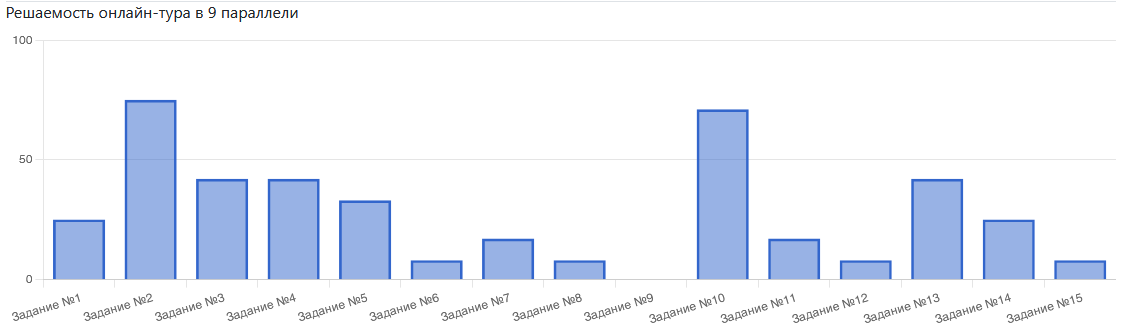 Решаемость онлайн-тура в 9 параллели
100
50
0
Задание №1
Задание №2
Задание №3
Задание №4
Задание №5
Задание №6
Задание №7
Задание №8
Задание №9
Задание №10
Задание №11
Задание №12
Задание №13
Задание №14
Задание №15